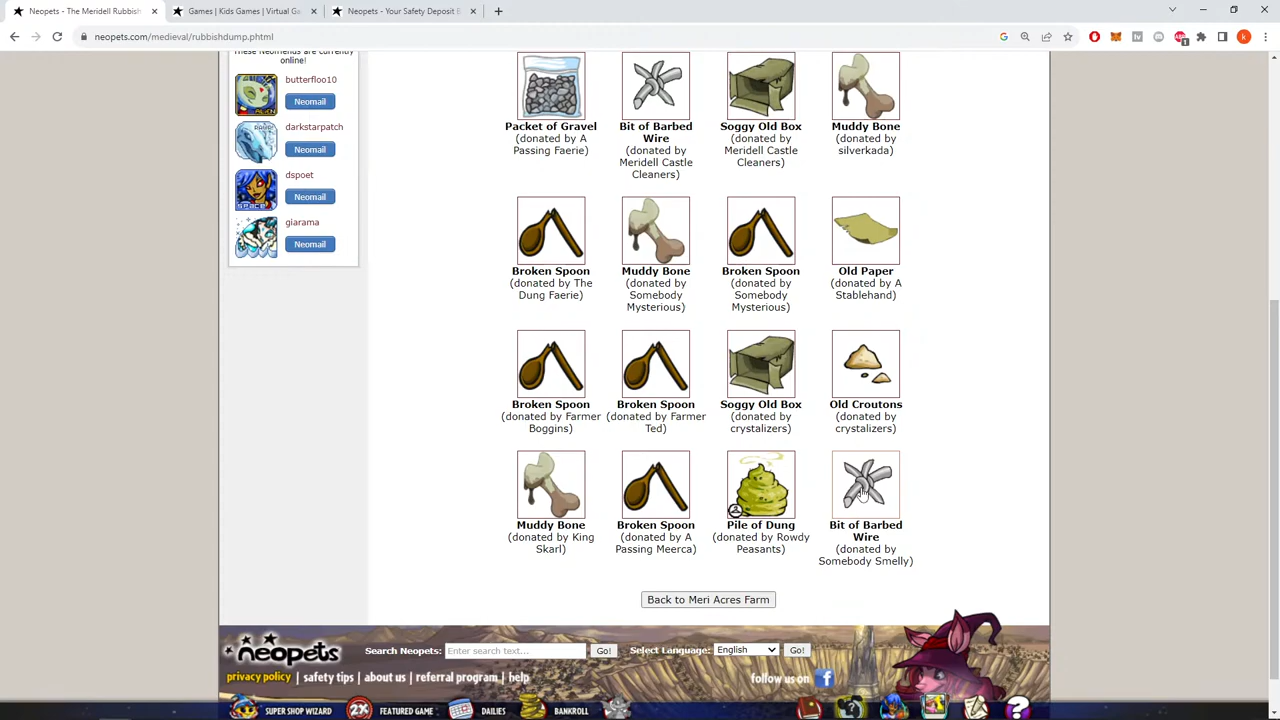 Neopets - The Meridell Rubbish
Games | Kids Games | Virtual G
Neopets - Your Safety Deposit B
neopets.com/medieval/rubbishdump.phtml
These Neofriends are currently
online!
butterfloo10
Neomail
darkstarpatch
Neomail
dspoet
Neomail
SPACE
giarama
Neomail
Packet of Gravel
(donated by A
Passing Faerie)
Bit of Barbed
Wire
(donated by
Meridell Castle
Cleaners)
Soggy Old Box
(donated by
Meridell Castle
Cleaners)
Muddy Bone
(donated by
silverkada)
Broken Spoon
(donated by The
Dung Faerie)
Muddy Bone
(donated by
Somebody
Mysterious)
Broken Spoon
(donated by
Somebody
Mysterious)
Old Paper
(donated by A
Stablehand)
Broken Spoon
(donated by Farmer
Boggins)
Broken Spoon
(donated by Farmer
Ted)
Soggy Old Box
(donated by
crystalizers)
Old Croutons
(donated by
crystalizers)
Muddy Bone
(donated by King
Skarl)
Broken Spoon
(donated by A
Passing Meerca)
Pile of Dung
(donated by Rowdy
Peasants)
Bit of Barbed
Wire
(donated by
Somebody Smelly)
Back to Meri Acres Farm
neopets
Search Neopets: Enter search text... Go! Select Language: English Go!
privacy policy | safety tips | about us | referral program | help
follow us on f
SUPER SHOP WIZARD 2X FEATURED GAME DAILIES BANKROLL